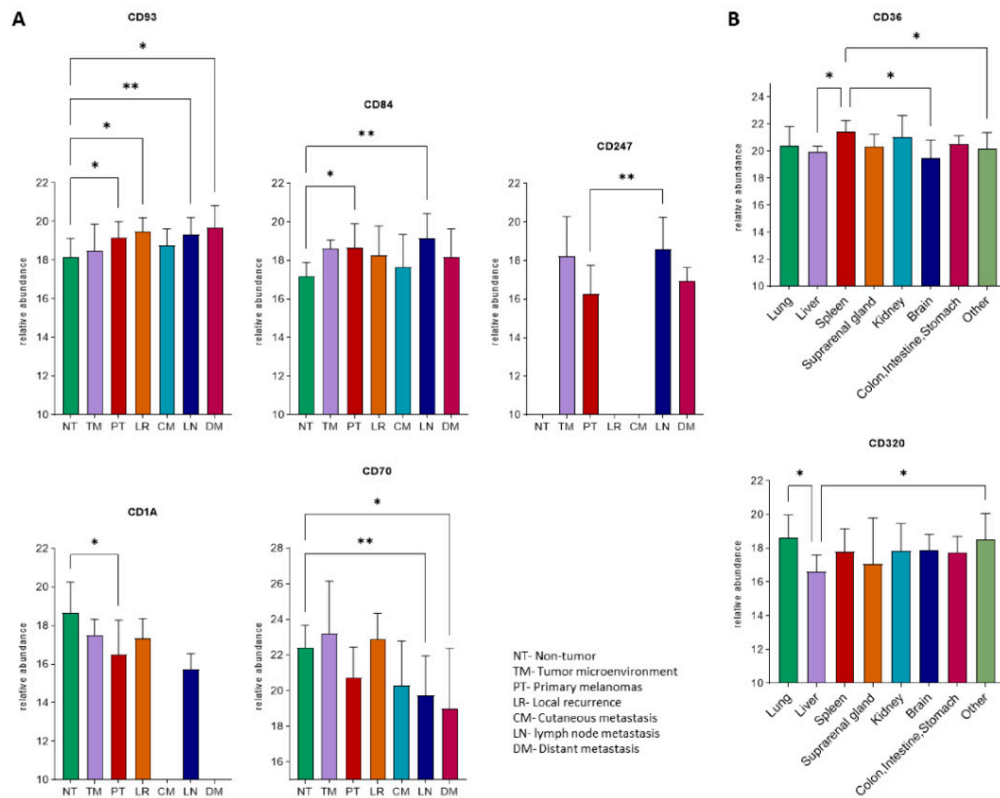 A
CD93
*
**
*
*
relative abundance
22
20
18
16
14
12
10
NT TM PT LR CM LN DM
CD84
**
*
relative abundance
22
20
18
16
14
12
10
NT TM PT LR CM LN DM
CD247
**
relative abundance
22
20
18
16
14
12
10
NT TM PT LR CM LN DM
CD1A
*
relative abundance
22
20
18
16
14
12
10
NT TM PT LR CM LN DM
CD70
*
**
relative abundance
28
26
24
22
20
18
16
14
12
10
NT TM PT LR CM LN DM
NT- Non-tumor
TM- Tumor microenvironment
PT- Primary melanomas
LR- Local recurrence
CM- Cutaneous metastasis
LN- lymph node metastasis
DM- Distant metastasis
B
CD36
*
* *
relative abundance
26
24
22
20
18
16
14
12
10
Lung
Liver
Spleen
Suprarenal gland
Kidney
Brain
Colon,Intestine,Stomach
Other
CD320
* *
relative abundance
22
20
18
16
14
12
10
Lung
Liver
Spleen
Suprarenal gland
Kidney
Brain
Colon,Intestine,Stomach
Other